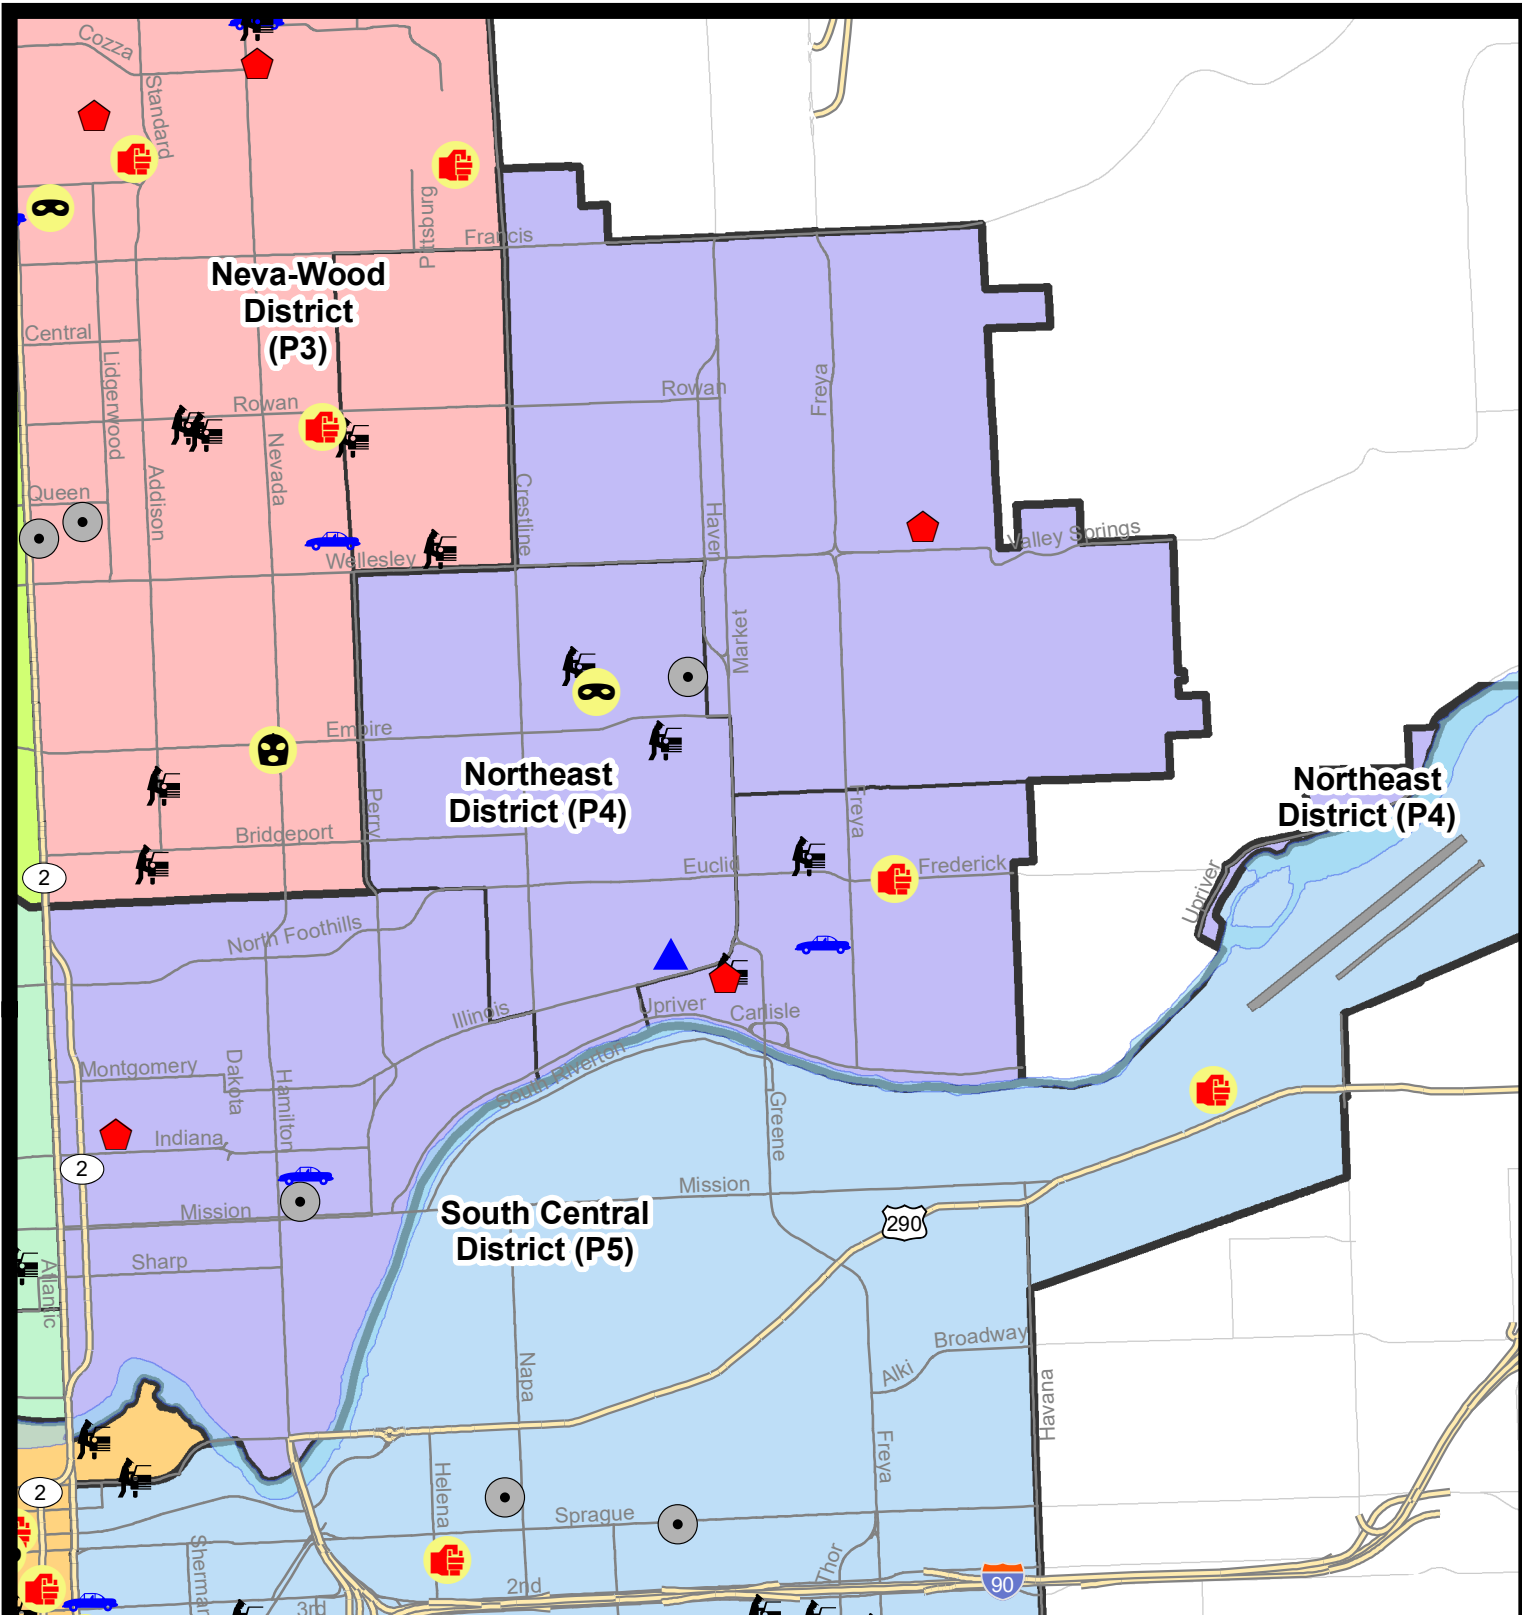 Cozza
Standard
Pittsburg
Francis
Neva-Wood
District
(P3)
Central
Lidgerwood
Rowan
Rowan
Freya
Nevada
Addison
Queen
Crestline
Haven
Valley Springs
Wellesley
Market
Empire
Northeast
District (P4)
Northeast
District (P4)
Perry
Freya
Bridgeport
Euclid
Frederick
2
Upriver
North Foothills
Illinois
Upriver
Carlisle
South Riverton
Montgomery
Dakota
Hamilton
Greene
Indiana
2
Mission
Mission
South Central
District (P5)
290
Sharp
Atlantic
Broadway
Alki
Napa
Havana
Freya
Helena
2
Sprague
Sherman
Thor
2nd
90
3rd